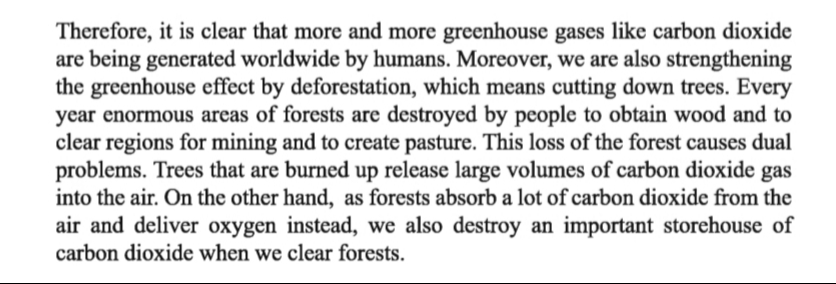 Therefore, it is clear that more and more greenhouse gases like carbon dioxide
are being generated worldwide by humans. Moreover, we are also strengthening
the greenhouse effect by deforestation, which means cutting down trees. Every
year enormous areas of forests are destroyed by people to obtain wood and to
clear regions for mining and to create pasture. This loss of the forest causes dual
problems. Trees that are burned up release large volumes of carbon dioxide gas
into the air. On the other hand, as forests absorb a lot of carbon dioxide from the
air and deliver oxygen instead, we also destroy an important storehouse of
carbon dioxide when we clear forests.